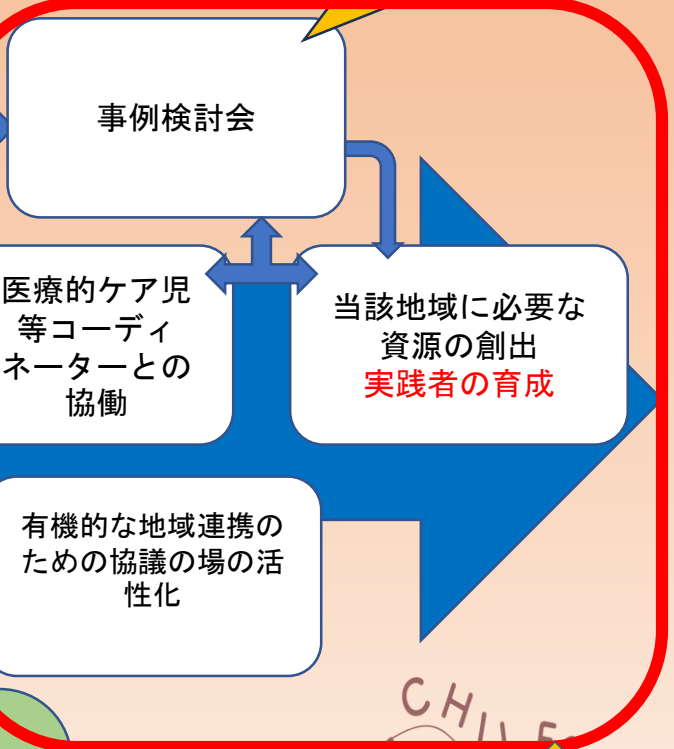 事例検討会
医療的ケア児
等コーディ
ネーターとの
協働
当該地域に必要な
資源の創出
実践者の育成
有機的な地域連携の
ための協議の場の活
性化